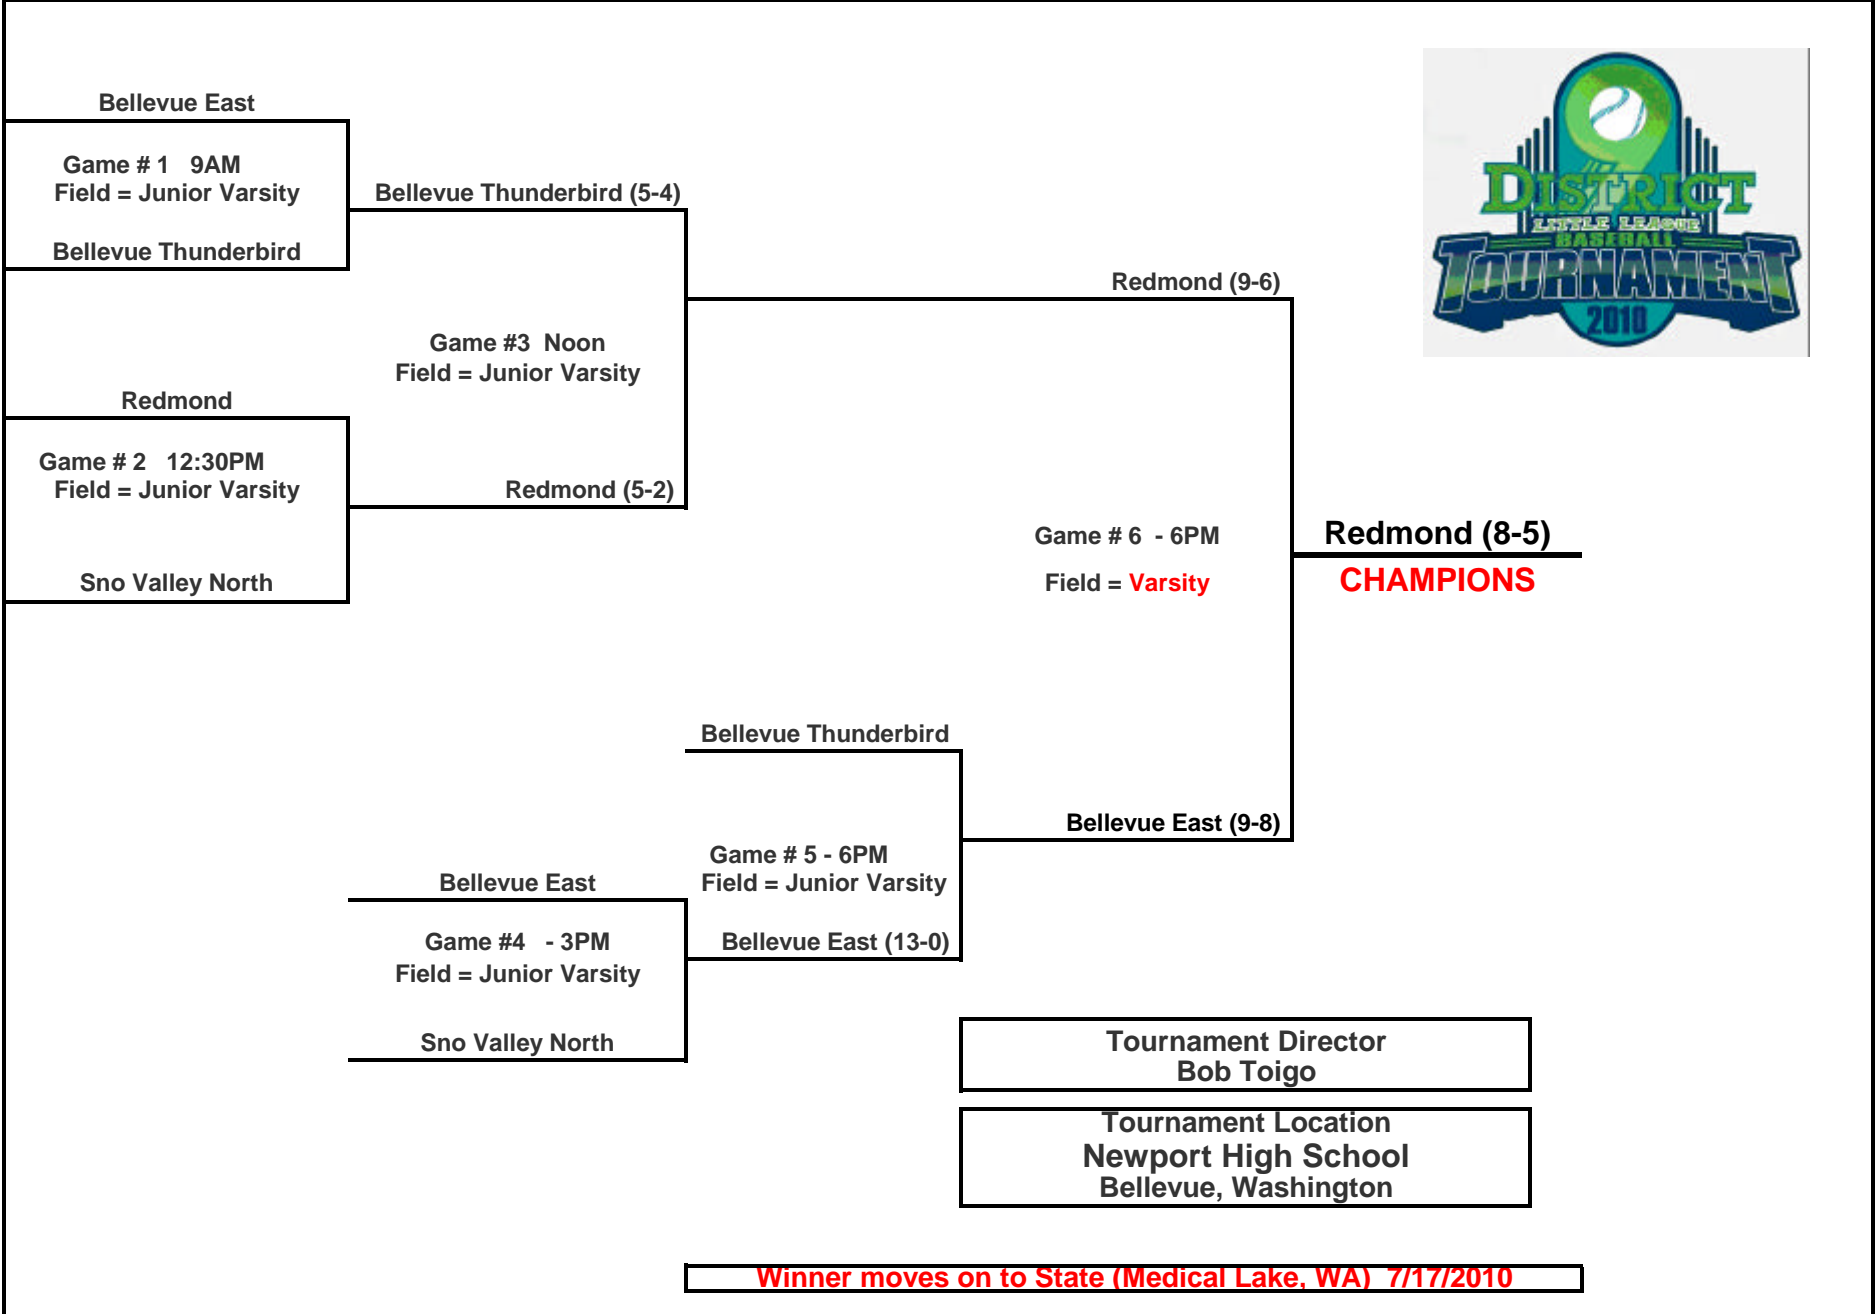 Bellevue East
Game # 1 9AM
Field = Junior Varsity
Bellevue Thunderbird
Bellevue Thunderbird (5-4)
Redmond
Game # 2 12:30PM
Field = Junior Varsity
Sno Valley North
Game #3 Noon
Field = Junior Varsity
Redmond (5-2)
Redmond (9-6)
Game # 6 - 6PM
Field = Varsity
Redmond (8-5)
CHAMPIONS
Bellevue Thunderbird
Game # 5 - 6PM
Field = Junior Varsity
Bellevue East (9-8)
Bellevue East
Game #4 - 3PM
Field = Junior Varsity
Sno Valley North
Bellevue East (13-0)
DISTRICT
9
LITTLE LEAGUE
BASEBALL
TOURNAMENT
2010
Tournament Director
Bob Toigo
Tournament Location
Newport High School
Bellevue, Washington
Winner moves on to State (Medical Lake, WA) 7/17/2010